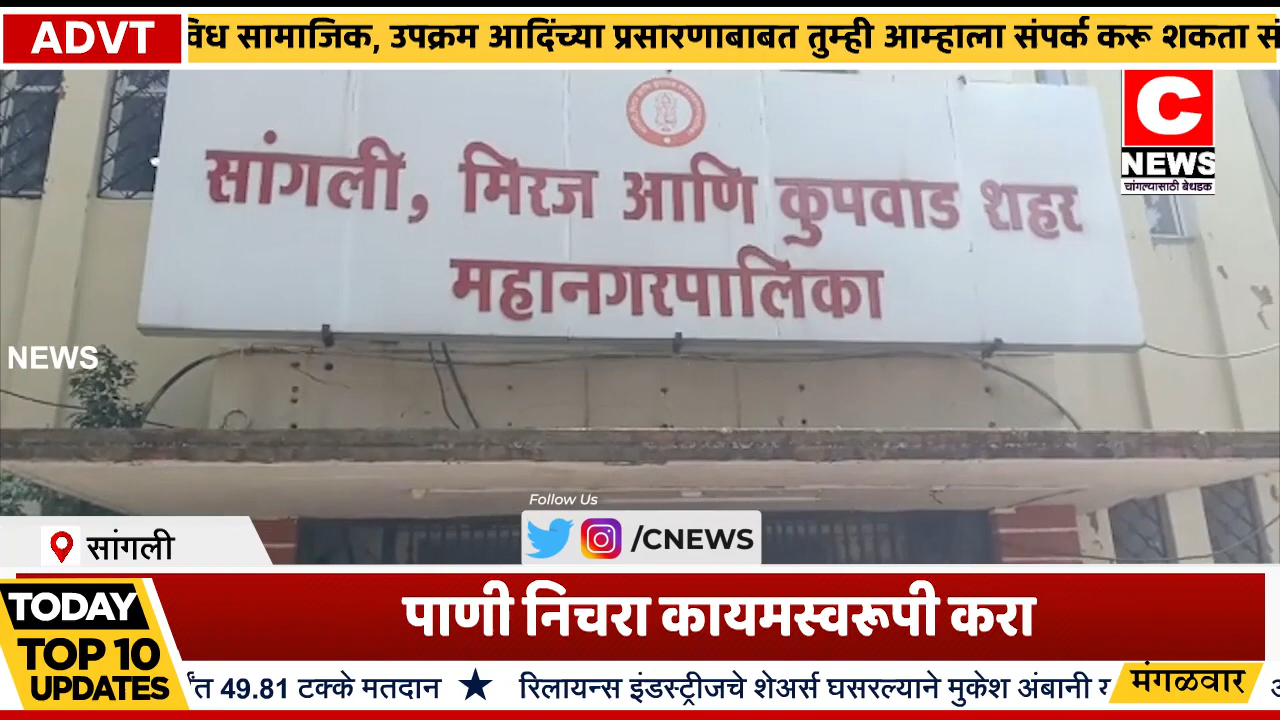 ADVT
विध सामाजिक, उपक्रम आदिंच्या प्रसारणाबाबत तुम्ही आम्हाला संपर्क करू शकता
C
NEWS
चांगल्यासाठी बेधडक
सांगली, मिरज आणि कुपवाड शहर
महानगरपालिका
NEWS
Follow Us
/CNEWS
सांगली
पाणी निचरा कायमस्वरूपी करा
TODAY
TOP 10
UPDATES
49.81 टक्के मतदान ★ रिलायन्स इंडस्ट्रीजचे शेअर्स घसरल्याने मुकेश अंबानी
मंगळवार